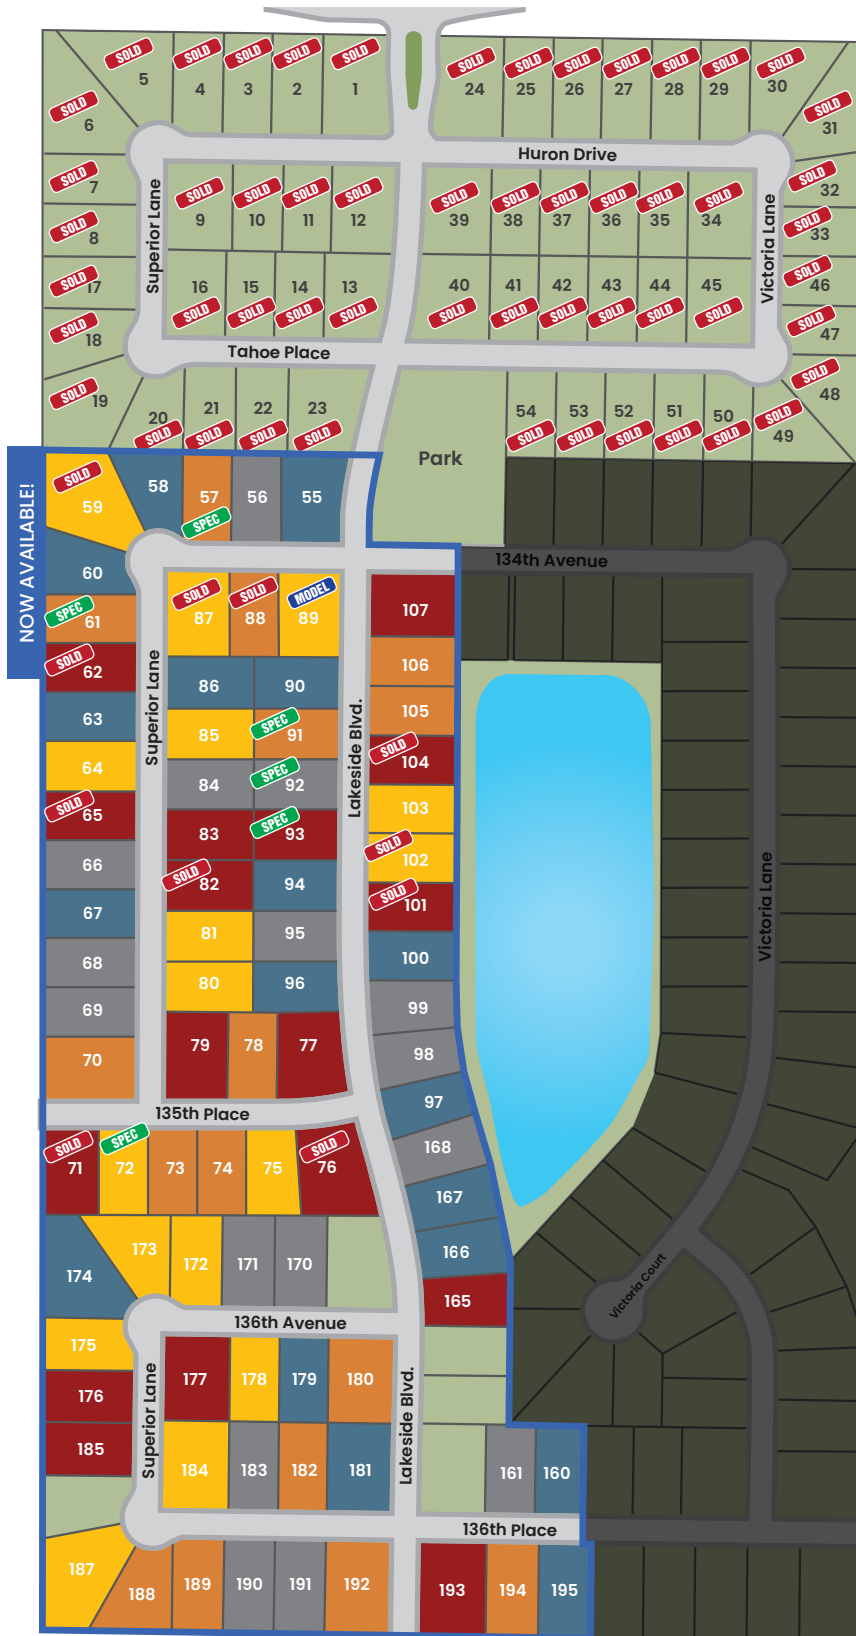 SOLD SOLD SOLD SOLD SOLD SOLD SOLD SOLD SOLD SOLD SOLD SOLD
5 4 3 2 1 24 25 26 27 28 29 30
SOLD SOLD
6 31
Huron Drive
SOLD SOLD
7 32
SOLD SOLD SOLD SOLD SOLD SOLD SOLD SOLD SOLD SOLD
9 10 11 12 39 38 37 36 35 34
SOLD SOLD
8 33
Superior Lane
Victoria Lane
SOLD SOLD
17 46
16 15 14 13 40 41 42 43 44 45
SOLD SOLD SOLD SOLD SOLD SOLD SOLD SOLD SOLD SOLD
SOLD SOLD
18 47
Tahoe Place
SOLD SOLD
19 48
20 21 22 23 54 53 52 51 50 49
SOLD SOLD SOLD SOLD SOLD SOLD SOLD SOLD SOLD SOLD
Park
NOW AVAILABLE!
SOLD
59 58 57 56 55
SPEC
134th Avenue
60
SOLD SOLD MODEL
87 88 89
107
SPEC
61
SOLD
62
106
86 90
63
105
Superior Lane
Lakeside Blvd.
SPEC
85 91
SOLD
104
64
SPEC
84 92
103
SOLD
65
SPEC
83 93
SOLD
102
66
SOLD
82 94
SOLD
101
67
81 95
100
68
80 96
99
69
79 78 77
98
70
97
Victoria Lane
135th Place
SOLD SPEC SOLD
71 72 73 74 75 76
168
167
174 173 172 171 170
166
165
Victoria Court
136th Avenue
175
177 178 179 180
176
Superior Lane
Lakeside Blvd.
185
184 183 182 181
161 160
136th Place
187 188 189 190 191 192
193 194 195